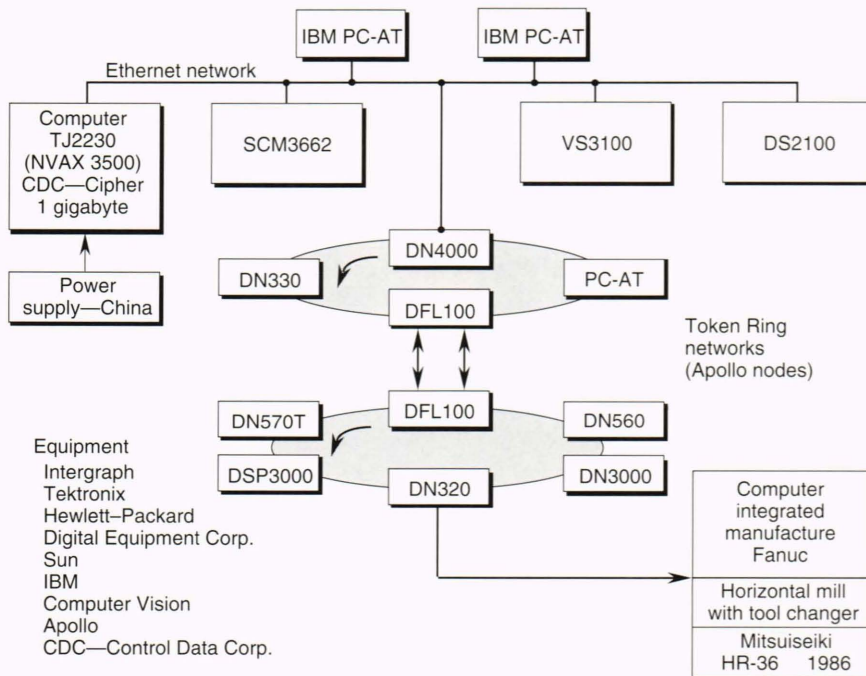 IBM PC-AT
IBM PC-AT
Ethernet network
Computer
TJ2230
(NVAX 3500)
CDC—Cipher
1 gigabyte
SCM3662
VS3100
DS2100
Power
supply—China
DN4000
DN330
PC-AT
DFL100
Token Ring
networks
(Apollo nodes)
DFL100
DN570T
DN560
DSP3000
DN320
DN3000
Equipment
Intergraph
Tektronix
Hewlett–Packard
Digital Equipment Corp.
Sun
IBM
Computer Vision
Apollo
CDC—Control Data Corp.
Computer
integrated
manufacture
Fanuc
Horizontal mill
with tool changer
Mitsuiseiki
HR-36 1986